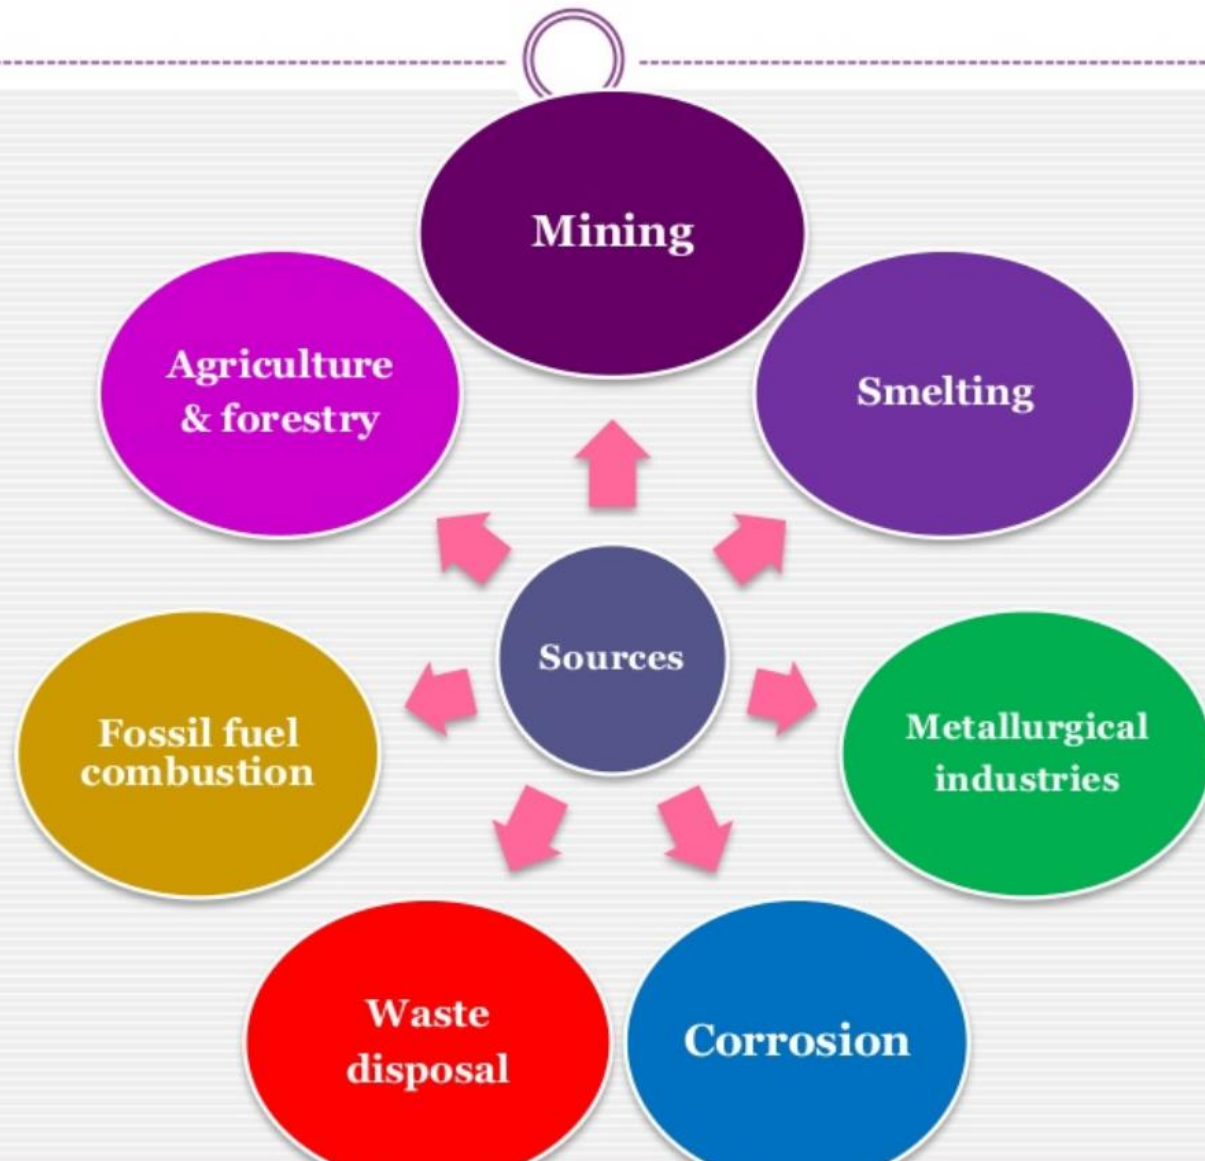 Mining
Smelting
Metallurgical
industries
Corrosion
Waste
disposal
Fossil fuel
combustion
Agriculture
& forestry
Sources